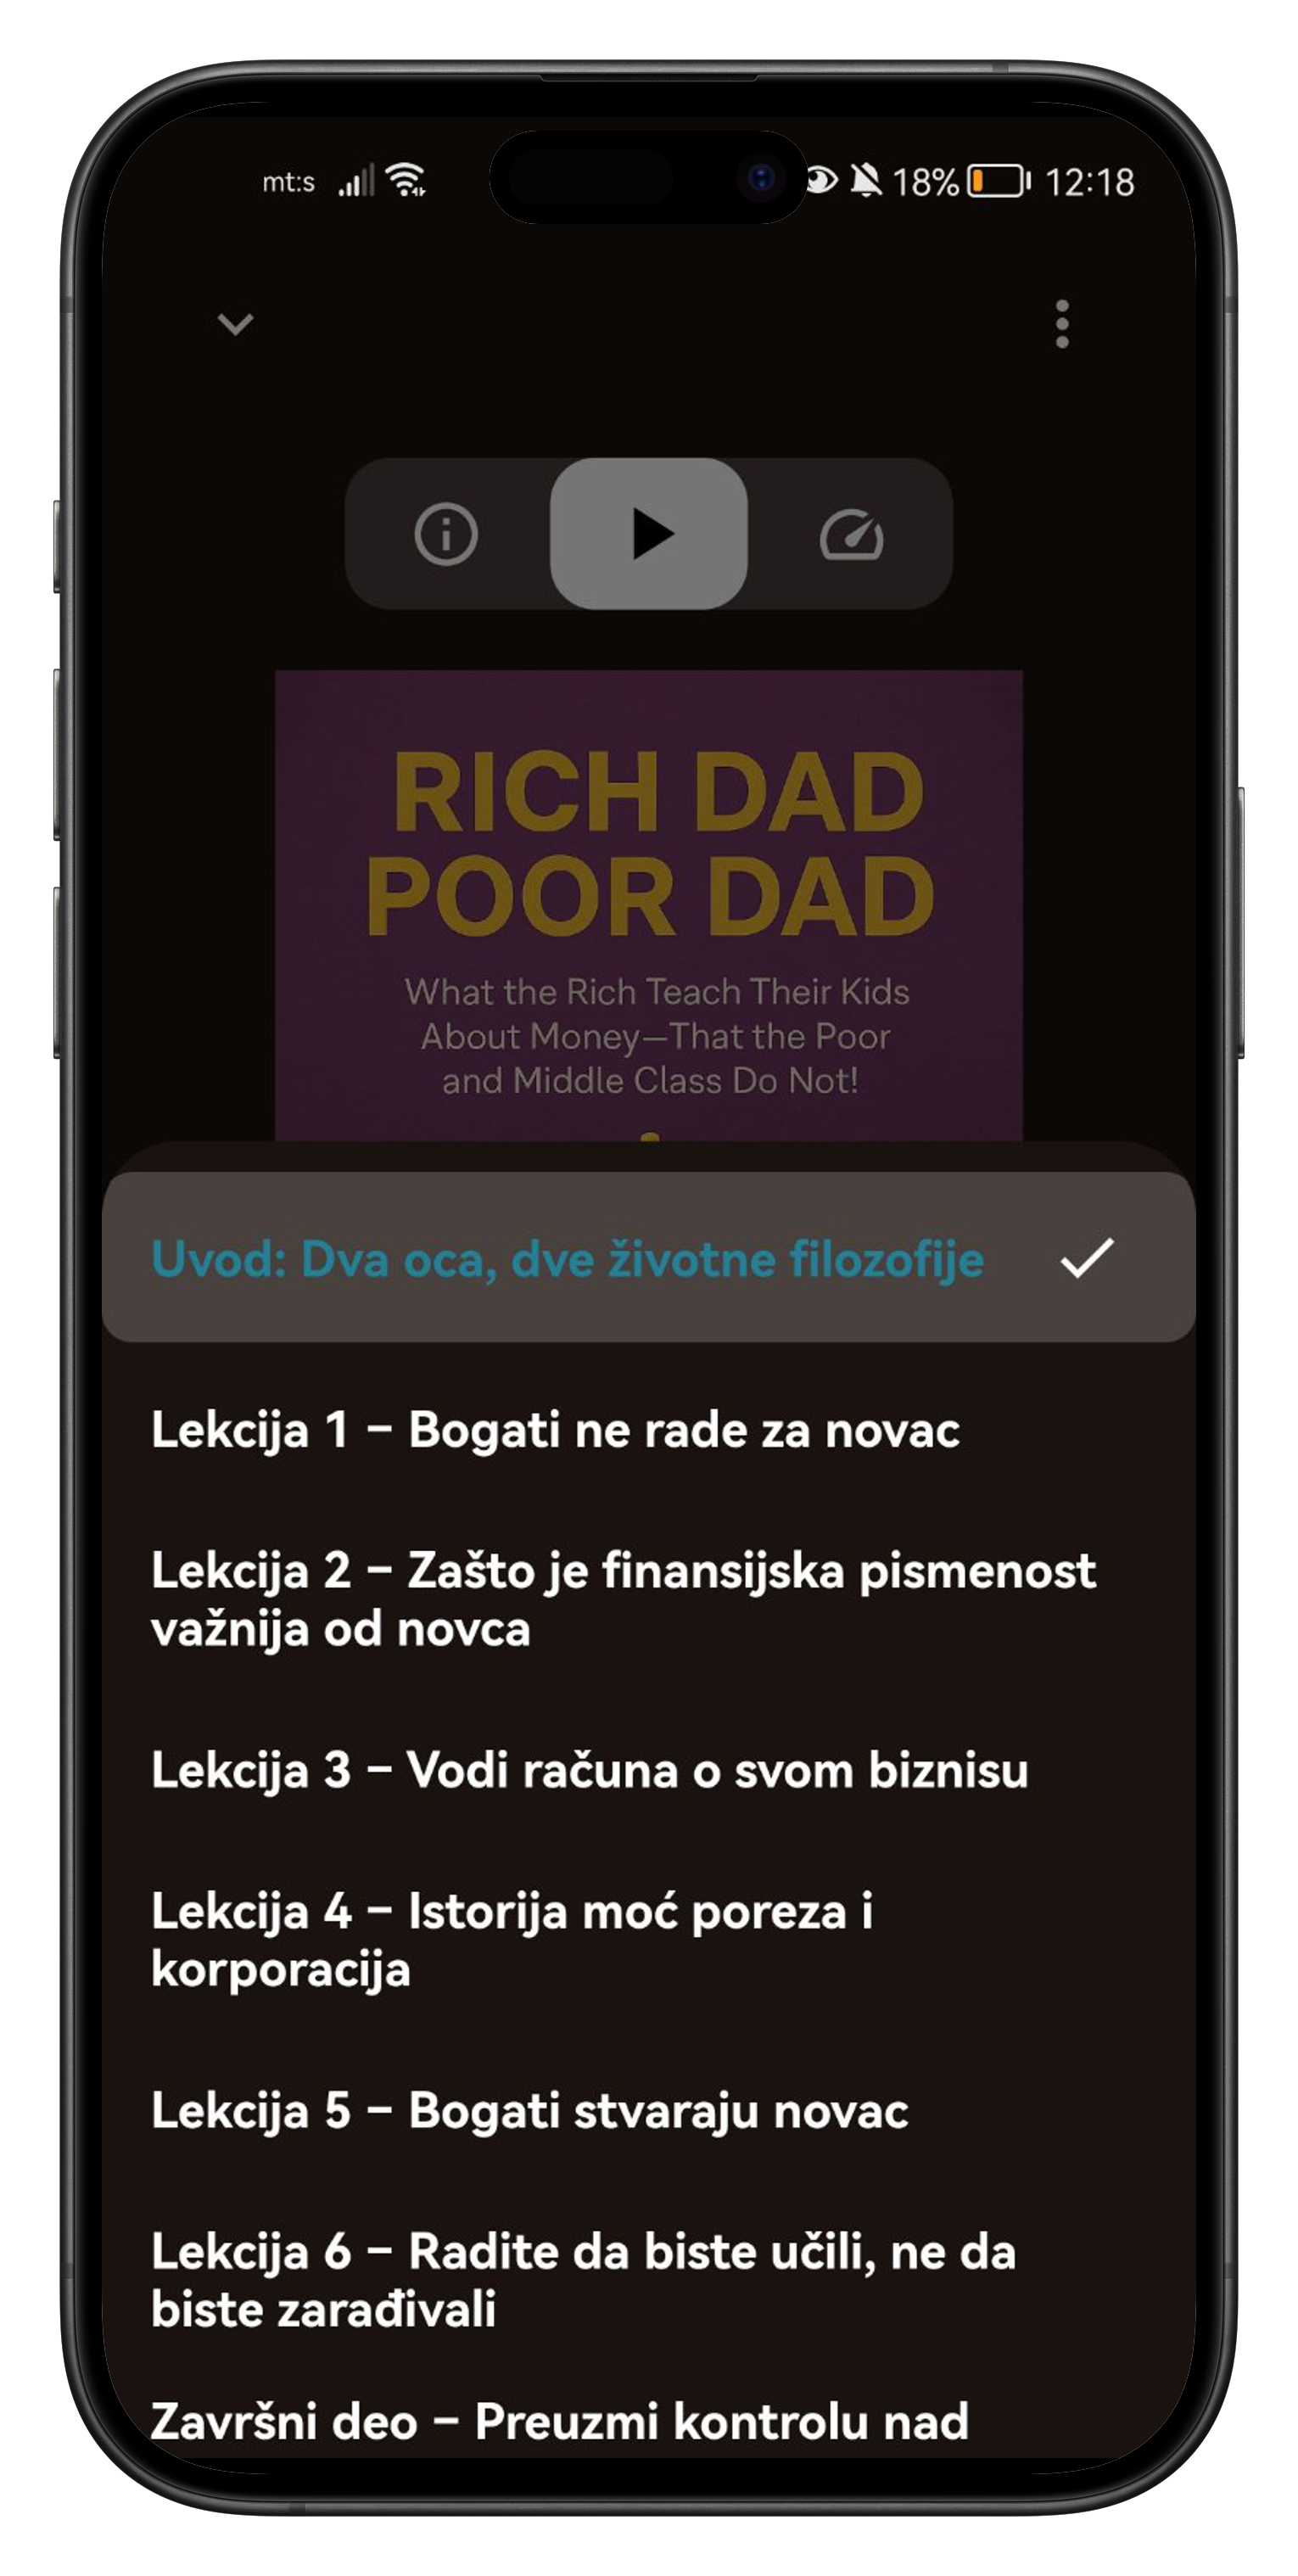 mt:s 18% 12:18
RICH DAD
POOR DAD
What the Rich Teach Their Kids
About Money—That the Poor
and Middle Class Do Not!
Uvod: Dva oca, dve životne filozofije
Lekcija 1 – Bogati ne rade za novac
Lekcija 2 – Zašto je finansijska pismenost
važnija od novca
Lekcija 3 – Vodi računa o svom biznisu
Lekcija 4 – Istorija moć poreza i
korporacija
Lekcija 5 – Bogati stvaraju novac
Lekcija 6 – Radite da biste učili, ne da
biste zarađivali
Završni deo – Preuzmi kontrolu nad